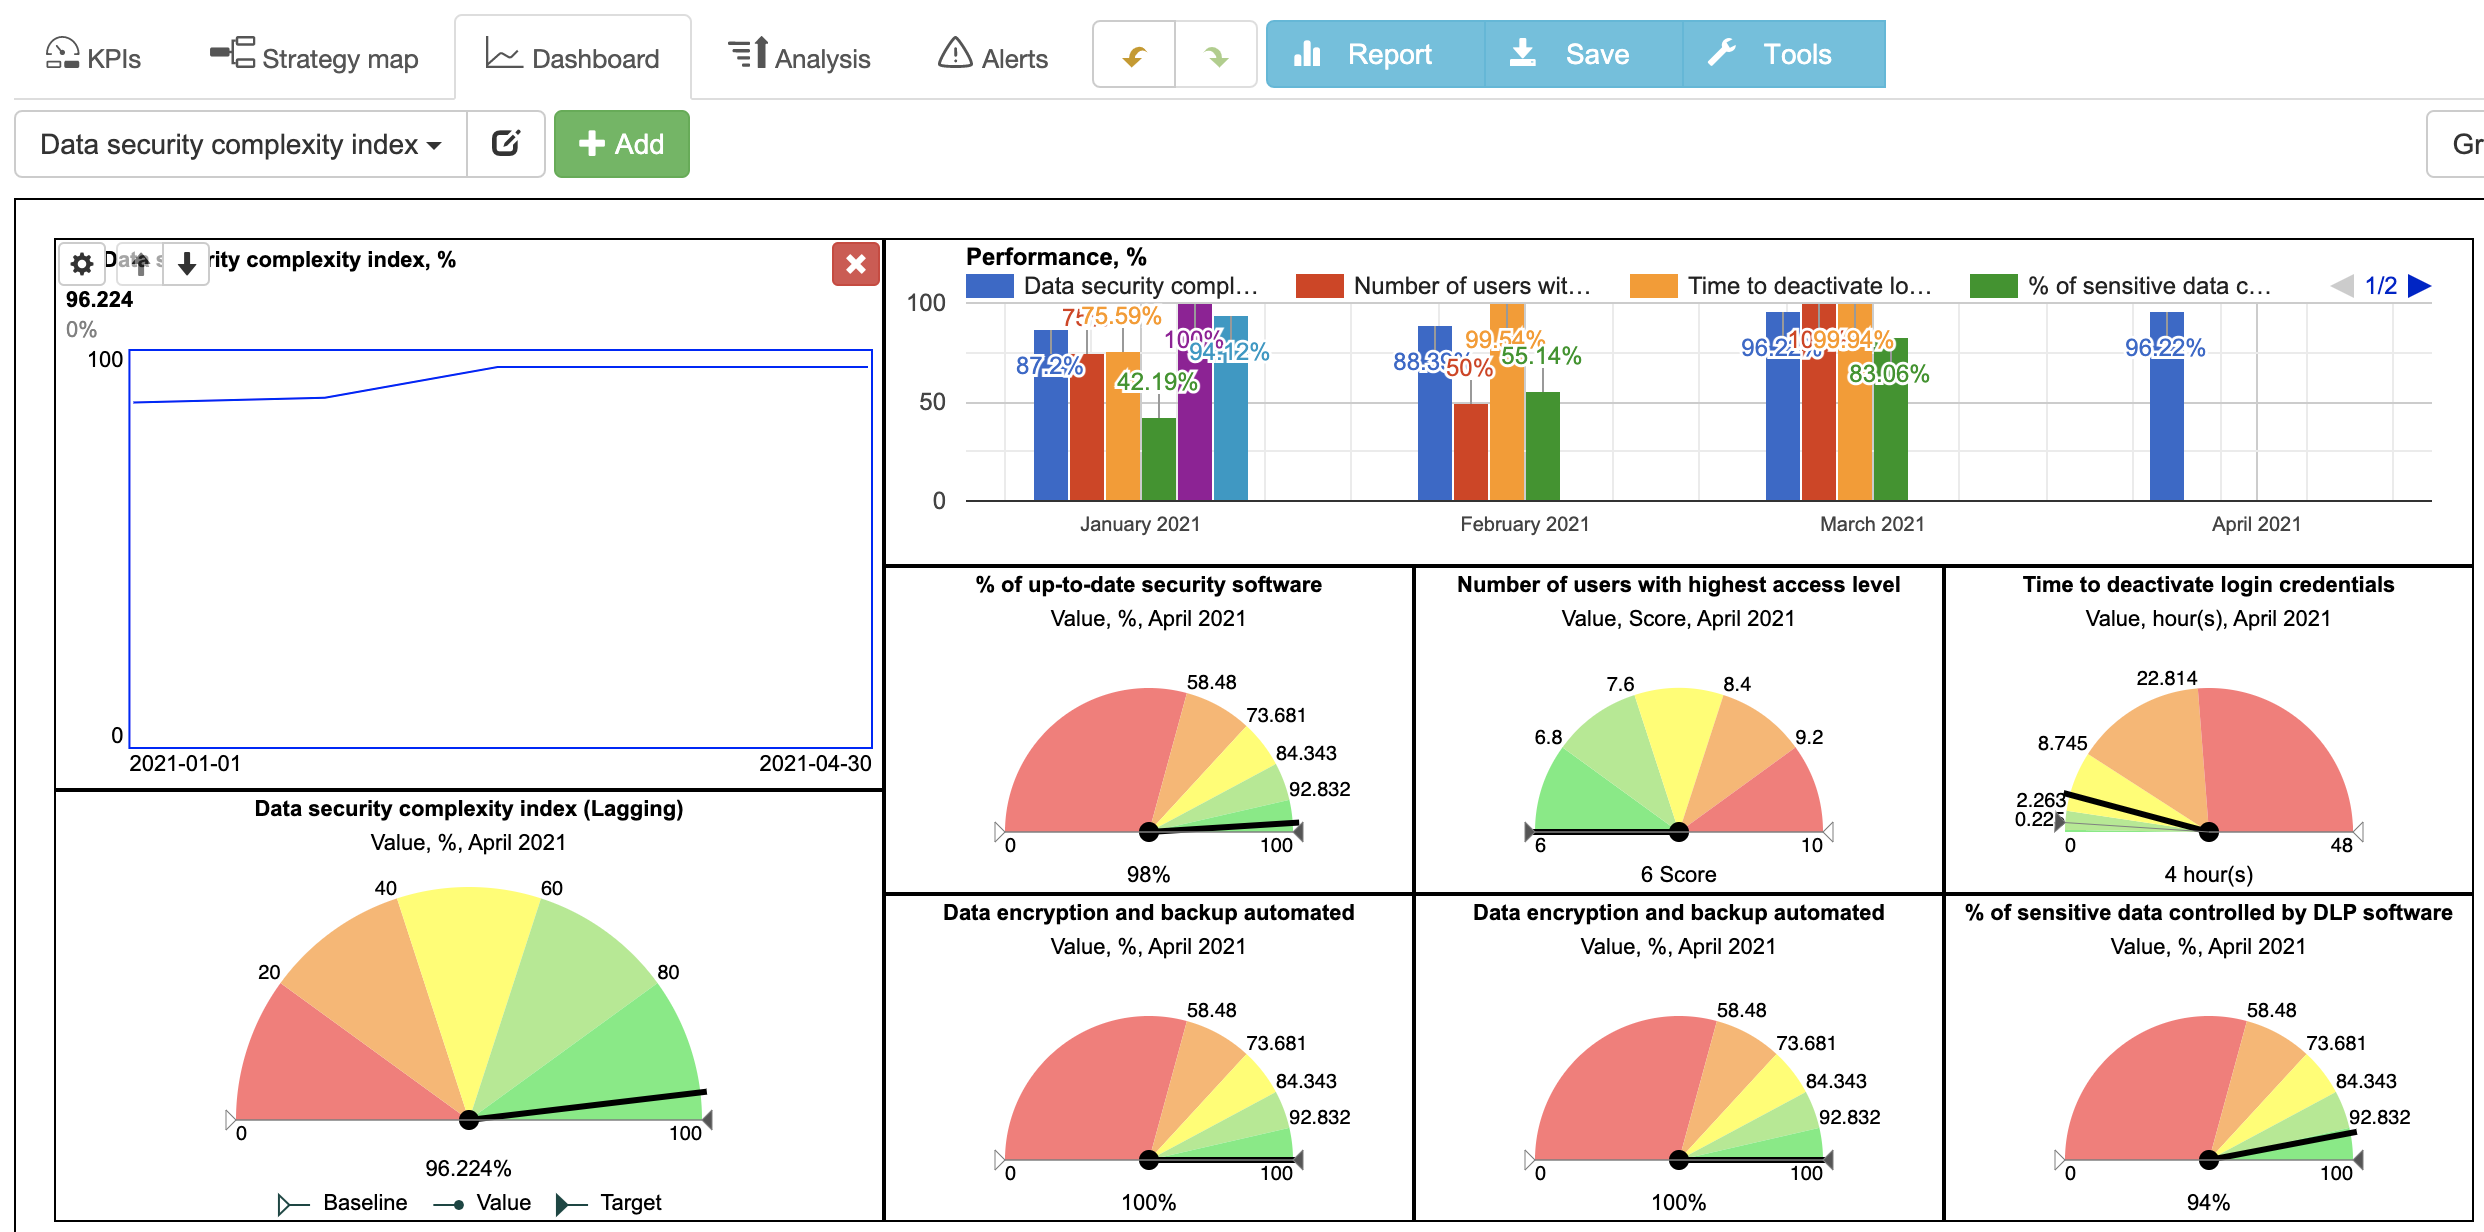 KPIs
Strategy map
Dashboard
Analysis
Alerts
Report
Save
Tools
Data security complexity index
Add
rity complexity index, %
96.224
0%
100
0
2021-01-01
2021-04-30
Performance, %
Data security compl…
Number of users wit…
Time to deactivate lo…
% of sensitive data c…
1/2
100
50
0
87.2%
75.59%
42.19%
100%
94.12%
88.39%
50%
99.54%
55.14%
96.22%
99.94%
83.06%
96.22%
January 2021
February 2021
March 2021
April 2021
% of up-to-date security software
Value, %, April 2021
58.48
73.681
84.343
92.832
0
100
98%
Number of users with highest access level
Value, Score, April 2021
7.6
8.4
6.8
9.2
6
10
6 Score
Time to deactivate login credentials
Value, hour(s), April 2021
22.814
8.745
2.263
0
48
4 hour(s)
Data security complexity index (Lagging)
Value, %, April 2021
40
60
20
80
0
100
96.224%
Baseline
Value
Target
Data encryption and backup automated
Value, %, April 2021
58.48
73.681
84.343
92.832
0
100
100%
Data encryption and backup automated
Value, %, April 2021
58.48
73.681
84.343
92.832
0
100
100%
% of sensitive data controlled by DLP software
Value, %, April 2021
58.48
73.681
84.343
92.832
0
100
94%